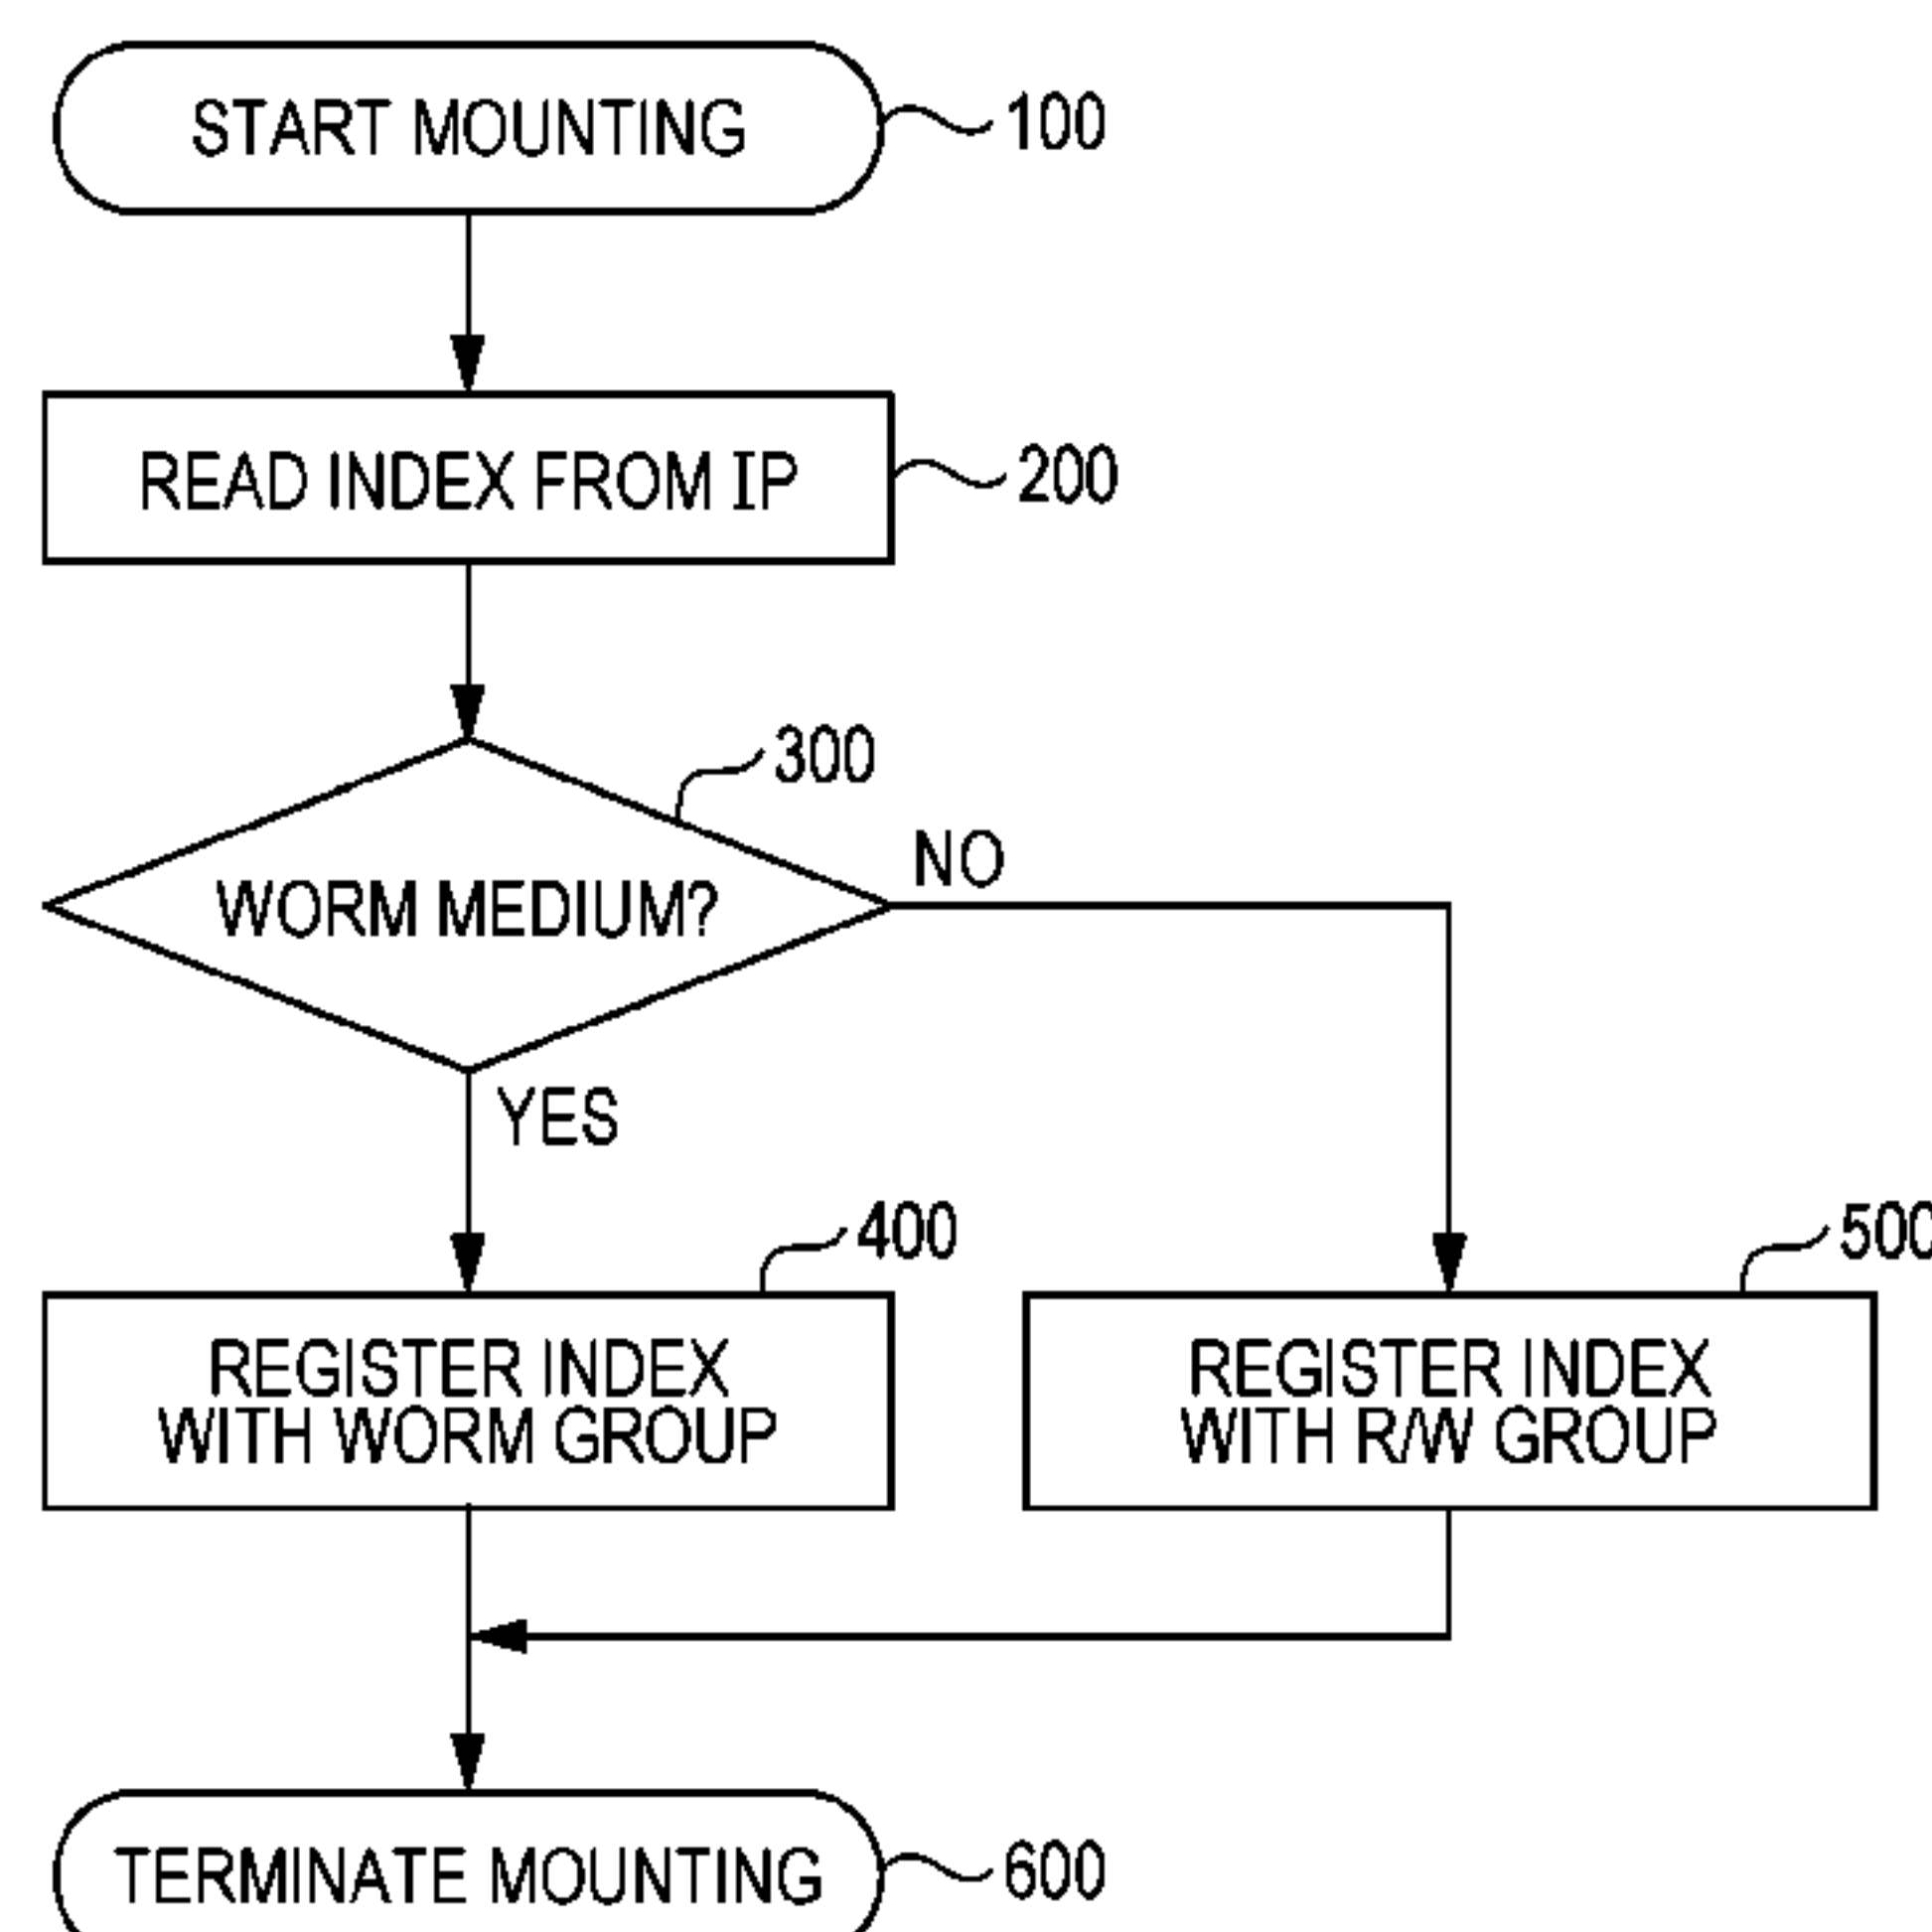 START MOUNTING
100
READ INDEX FROM IP
200
300
WORM MEDIUM?
NO
YES
400
500
REGISTER INDEX
WITH WORM GROUP
REGISTER INDEX
WITH R/W GROUP
TERMINATE MOUNTING
600